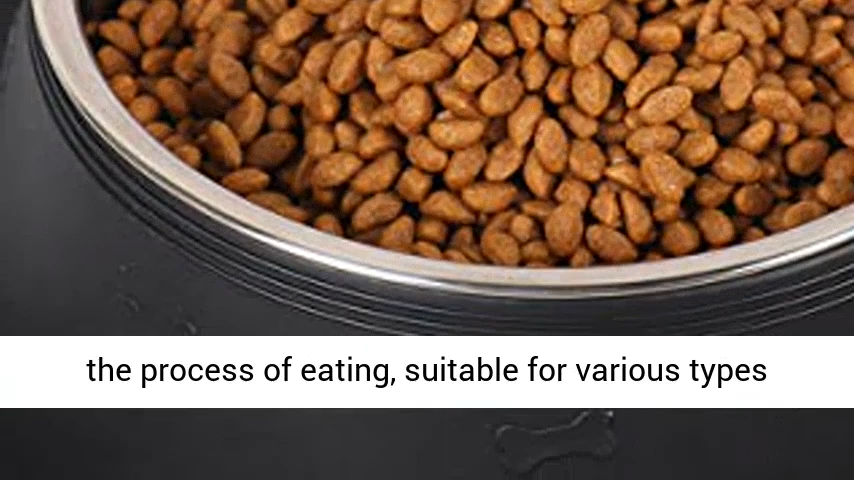 the process of eating, suitable for various types